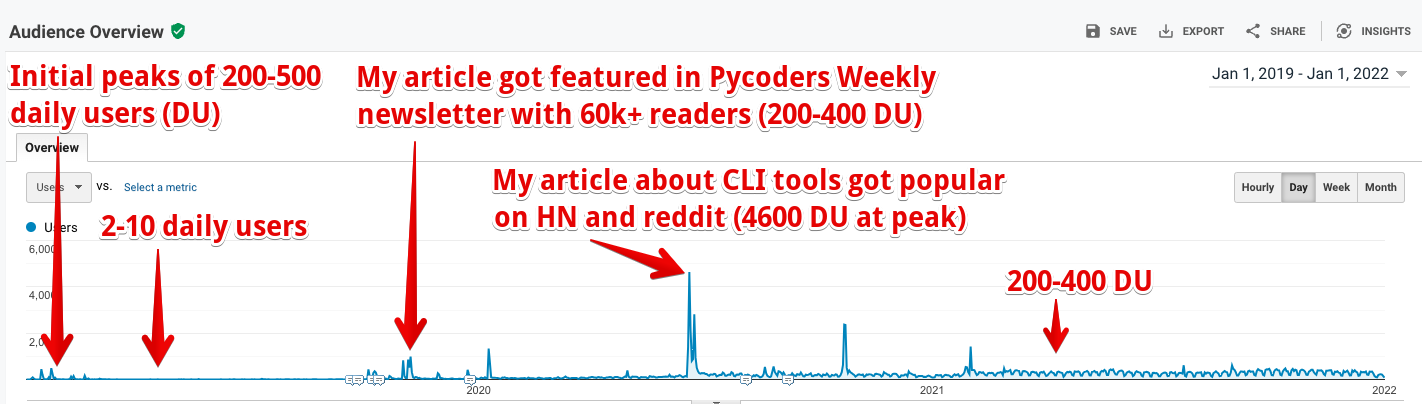 Audience Overview
SAVE EXPORT SHARE INSIGHTS
Initial peaks of 200-500
daily users (DU)
My article got featured in Pycoders Weekly
newsletter with 60k+ readers (200-400 DU)
Jan 1, 2019 - Jan 1, 2022
Overview
Users vs. Select a metric
My article about CLI tools got popular
on HN and reddit (4600 DU at peak)
Hourly Day Week Month
2-10 daily users
Users
6,000
4,000
200-400 DU
2020 2021 2022